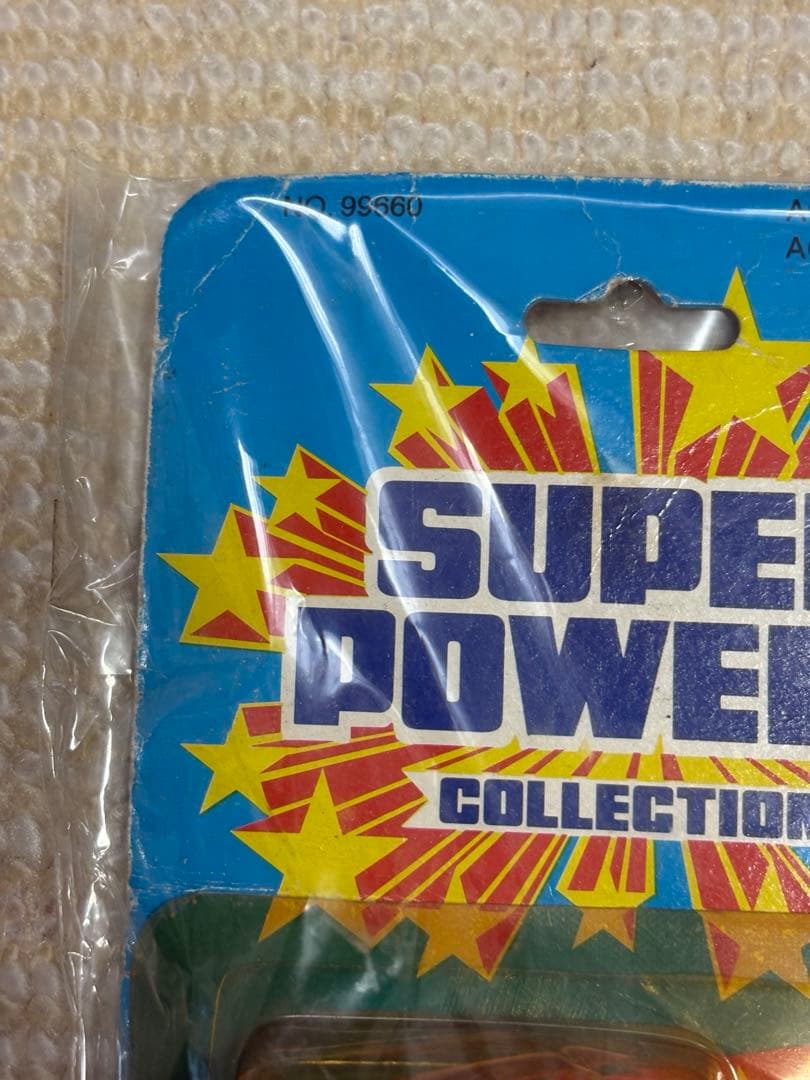 NO. 99660
A
A
SUPE
POWE
COLLECTIO